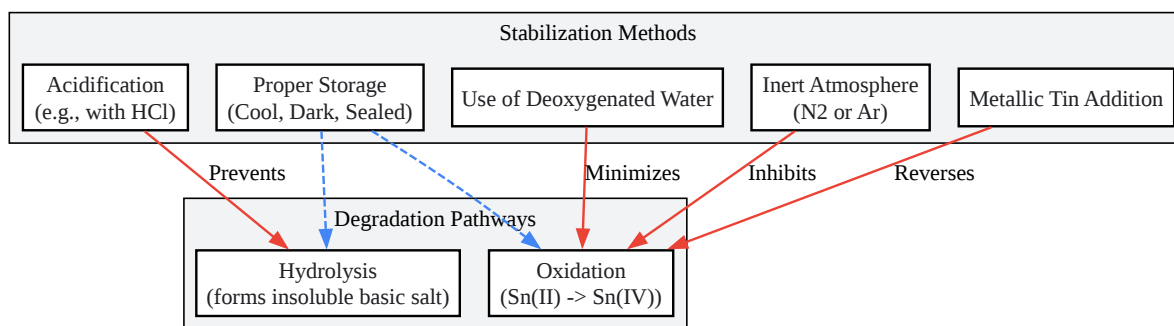 Stabilization Methods
Acidification
(e.g., with HCl)
Proper Storage
(Cool, Dark, Sealed)
Use of Deoxygenated Water
Inert Atmosphere
(N2 or Ar)
Metallic Tin Addition
Prevents
Minimizes
Inhibits
Reverses
Degradation Pathways
Hydrolysis
(forms insoluble basic salt)
Oxidation
(Sn(II) -> Sn(IV))